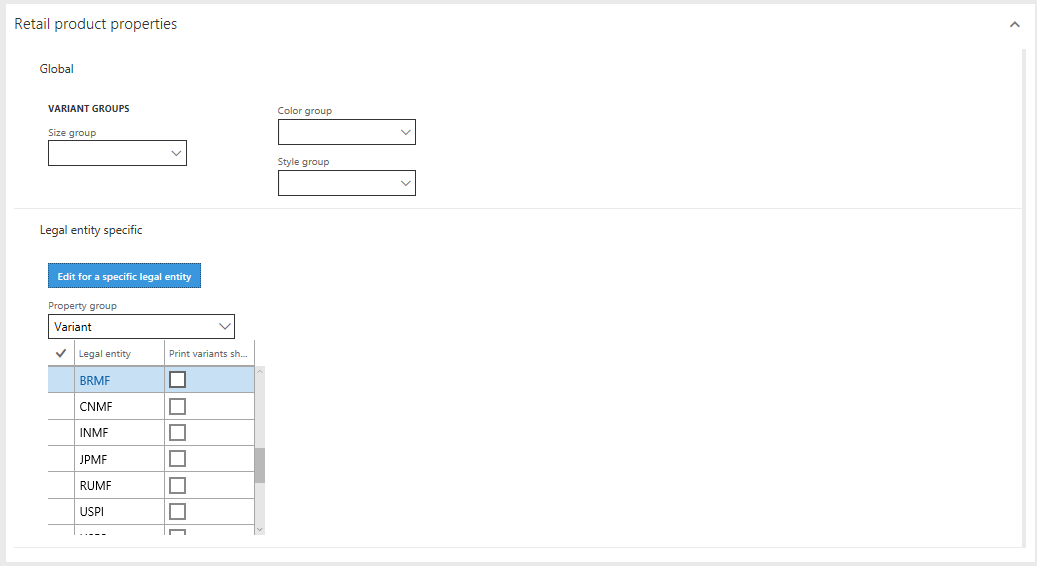 Retail product properties
Global
VARIANT GROUPS
Size group
Color group
Style group
Legal entity specific
Edit for a specific legal entity
Property group
Variant
Legal entity Print variants sh...
BRMF
CNMF
INMF
JPMF
RUMF
USPI